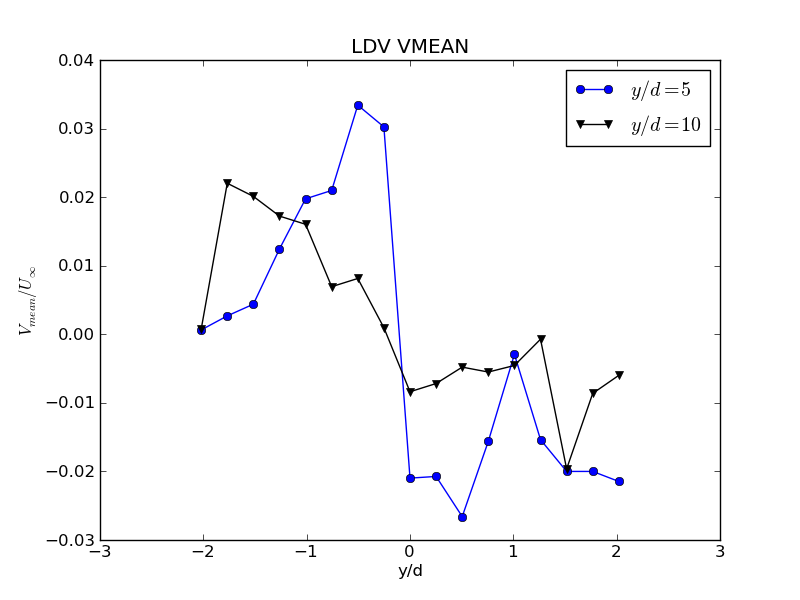 LDV VMEAN
0.04
0.03
0.02
0.01
0.00
−0.01
−0.02
−0.03
−3 −2 −1 0 1 2 3
y/d
V_mean/U_∞
y/d = 5
y/d = 10